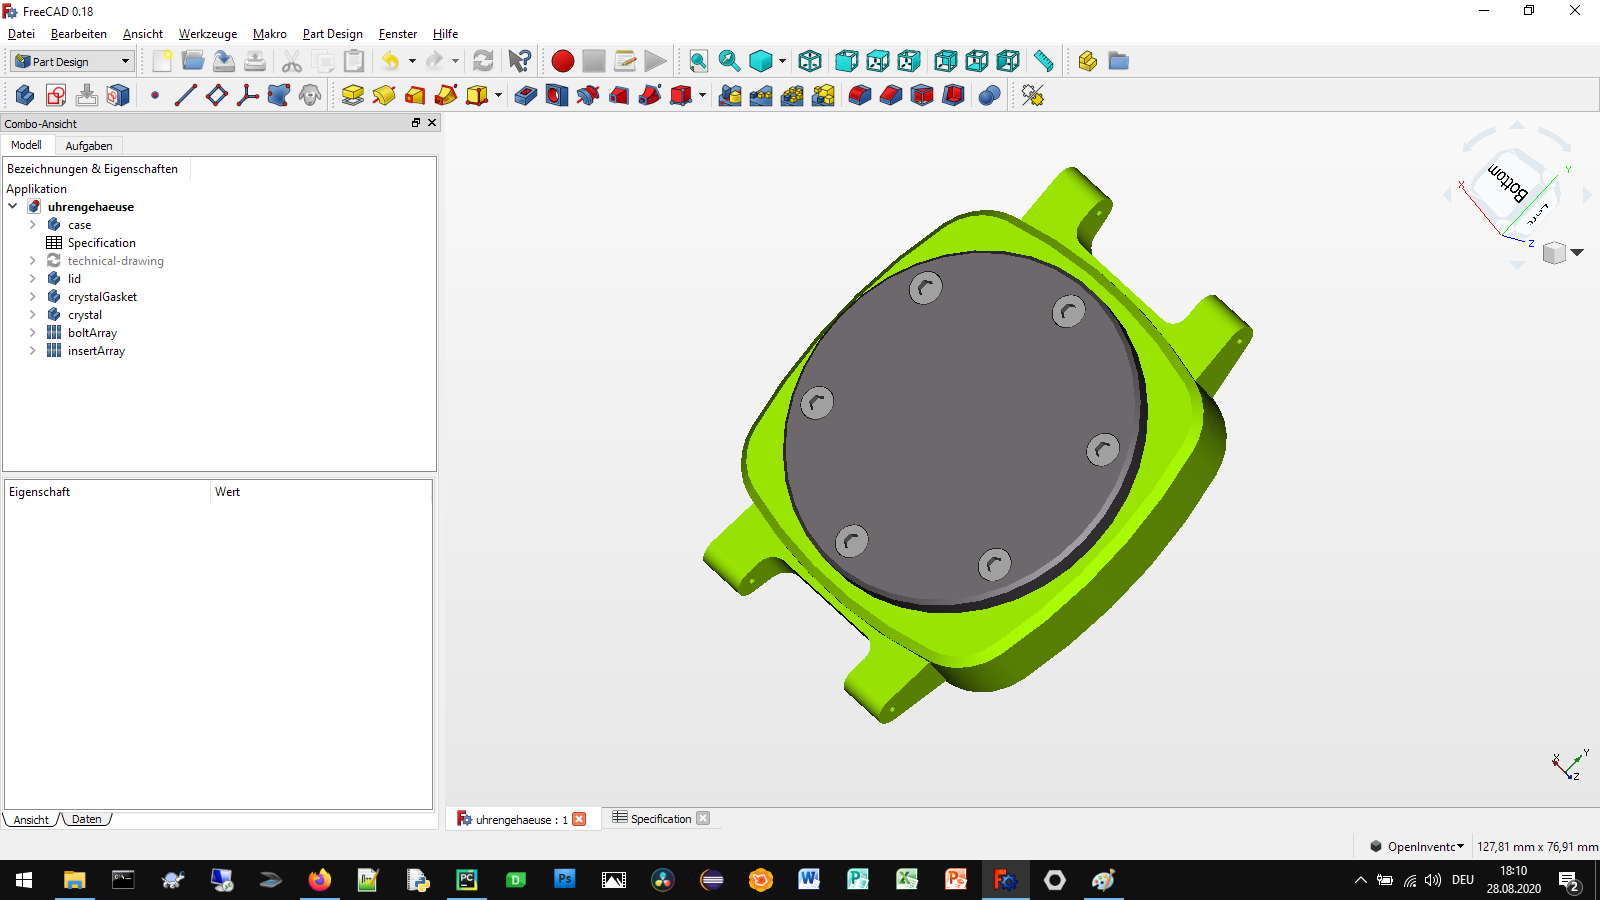 FreeCAD 0.18
Datei Bearbeiten Ansicht Werkzeuge Makro Part Design Fenster Hilfe
Part Design
Combo-Ansicht
Modell Aufgaben
Bezeichnungen & Eigenschaften
Applikation
uhrengehaeuse
case
Specification
technical-drawing
lid
crystalGasket
crystal
boltArray
insertArray
Eigenschaft Wert
Ansicht Daten
Bottom
X
Y
Z
X
Y
Z
uhrengehaeuse : 1 Specification
OpenInventc 127,81 mm x 76,91 mm
DEU
18:10
28.08.2020
2